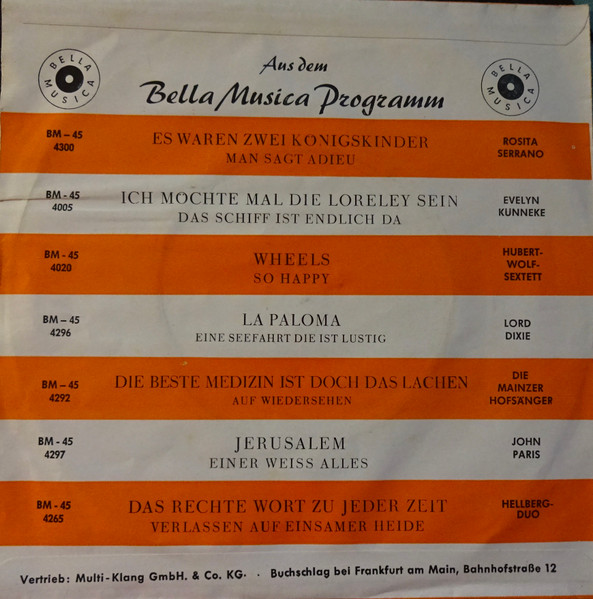 BELLA MUSICA
Aus dem
BELLA MUSICA
Bella Musica Programm
BM – 45
4300
ES WAREN ZWEI KÖNIGSKINDER
MAN SAGT ADIEU
ROSITA
SERRANO
BM - 45
4005
ICH MÖCHTE MAL DIE LORELEY SEIN
DAS SCHIFF IST ENDLICH DA
EVELYN
KUNNEKE
BM - 45
4020
WHEELS
SO HAPPY
HUBERT-
WOLF-
SEXTETT
BM – 45
4296
LA PALOMA
EINE SEEFAHRT DIE IST LUSTIG
LORD
DIXIE
BM – 45
4292
DIE BESTE MEDIZIN IST DOCH DAS LACHEN
AUF WIEDERSEHEN
DIE
MAINZER
HOFSÄNGER
BM - 45
4297
JERUSALEM
EINER WEISS ALLES
JOHN
PARIS
BM - 45
4265
DAS RECHTE WORT ZU JEDER ZEIT
VERLASSEN AUF EINSAMER HEIDE
HELLBERG-
DUO
Vertrieb: Multi-Klang GmbH. & Co. KG. · Buchschlag bei Frankfurt am Main, Bahnhofstraße 12